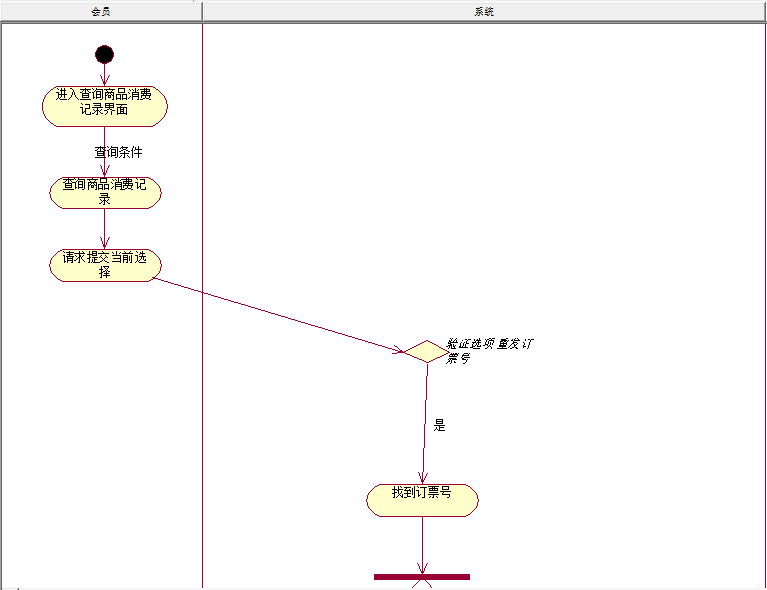 会员
系统
进入查询商品消费
记录界面
查询条件
查询商品消费记
录
请求提交当前选
择
验证选项重发订
票号
是
找到订票号